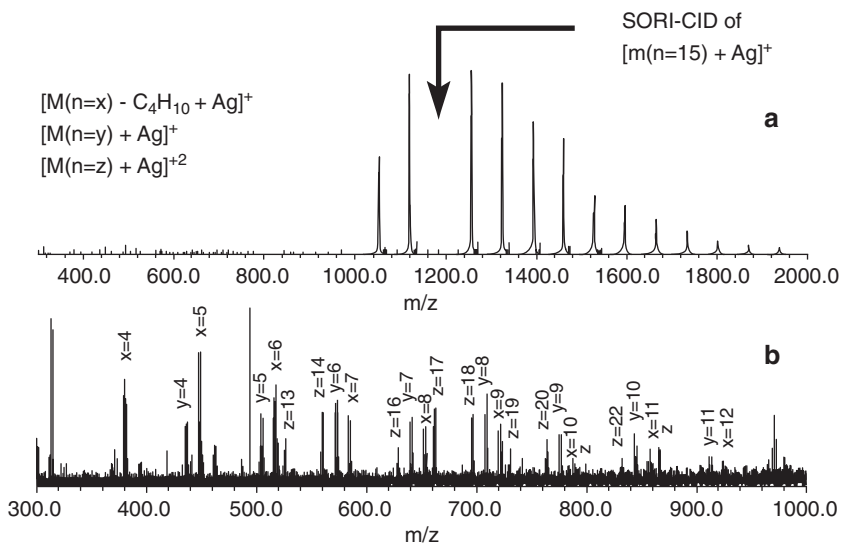 SORI-CID of
[m(n=15) + Ag]+
a
[M(n=x) - C4H10 + Ag]+
[M(n=y) + Ag]+
[M(n=z) + Ag]+2
400.0 600.0 800.0 1000.0 1200.0 1400.0 1600.0 1800.0 2000.0
m/z
b
x=4
y=4
x=5
y=5
x=6
z=13
z=14
y=6
x=7
z=16
y=7
x=8
z=17
z=18
y=8
x=9
z=19
z=20
y=9
x=10
z
z=22
y=10
x=11
z
y=11
x=12
300.0 400.0 500.0 600.0 700.0 800.0 900.0 1000.0
m/z